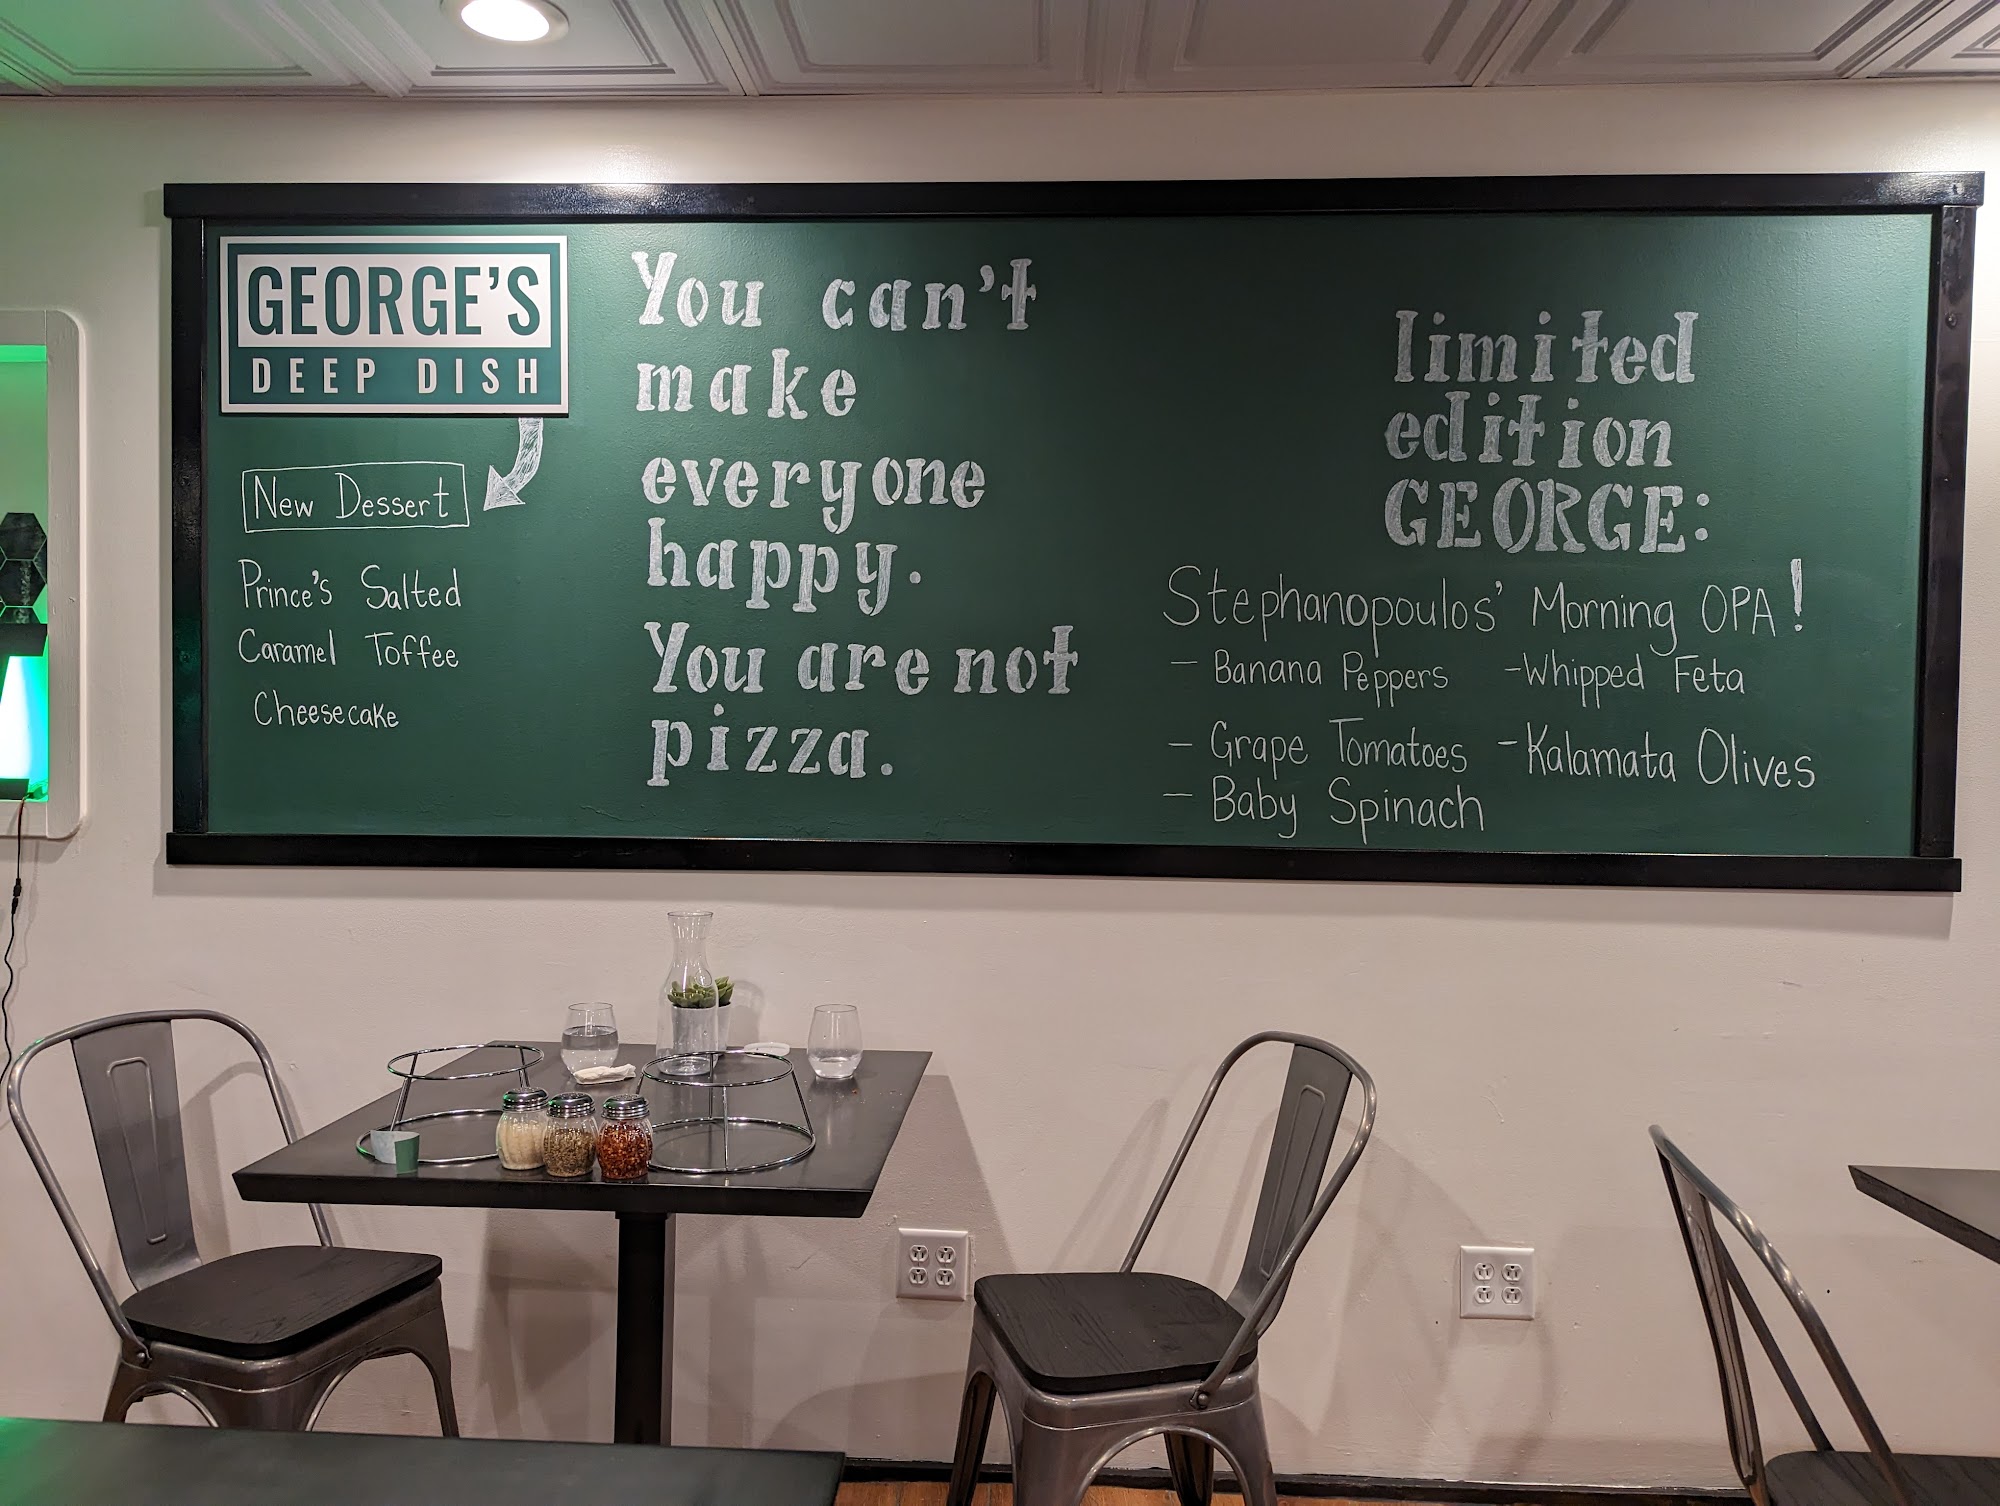 GEORGE'S
DEEP DISH
New Dessert
Prince's Salted
Caramel Toffee
Cheesecake
You can't
make
everyone
happy.
You are not
pizza.
limited
edition
GEORGE:
Stephanopoulos' Morning OPA!
- Banana Peppers - Whipped Feta
- Grape Tomatoes - Kalamata Olives
- Baby Spinach